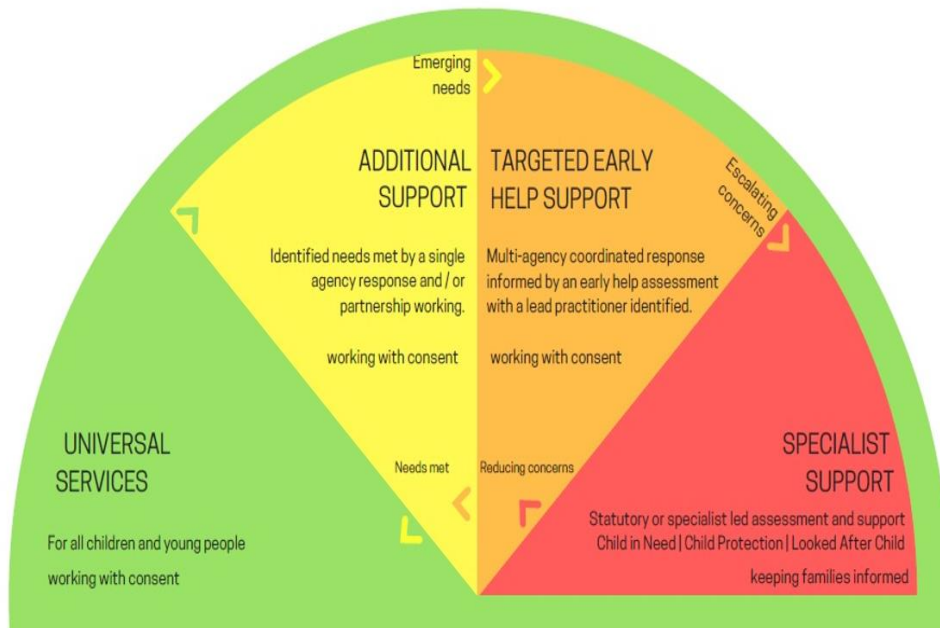 Emerging
needs
ADDITIONAL
SUPPORT
Identified needs met by a single
agency response and / or
partnership working.
working with consent
TARGETED EARLY
HELP SUPPORT
Multi-agency coordinated response
informed by an early help assessment
with a lead practitioner identified.
working with consent
Escalating
concerns
Needs met
Reducing concerns
UNIVERSAL
SERVICES
For all children and young people
working with consent
SPECIALIST
SUPPORT
Statutory or specialist led assessment and support
Child in Need | Child Protection | Looked After Child
keeping families informed